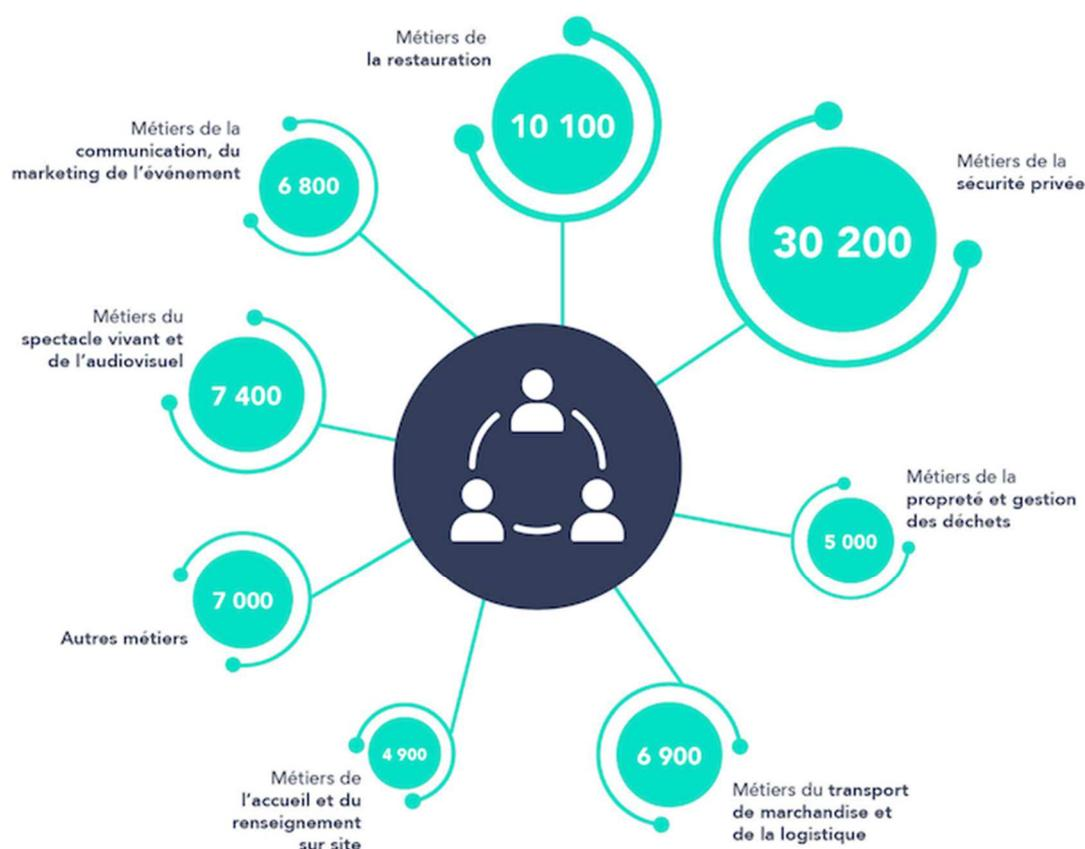 Métiers de
la restauration
10 100
Métiers de la
communication, du
marketing de l'événement
6 800
Métiers de la
sécurité privée
30 200
Métiers du
spectacle vivant et
de l'audiovisuel
7 400
Métiers de la
propreté et gestion
des déchets
5 000
7 000
Autres métiers
4 900
Métiers de
l'accueil et du
renseignement
sur site
6 900
Métiers du transport
de marchandise et
de la logistique